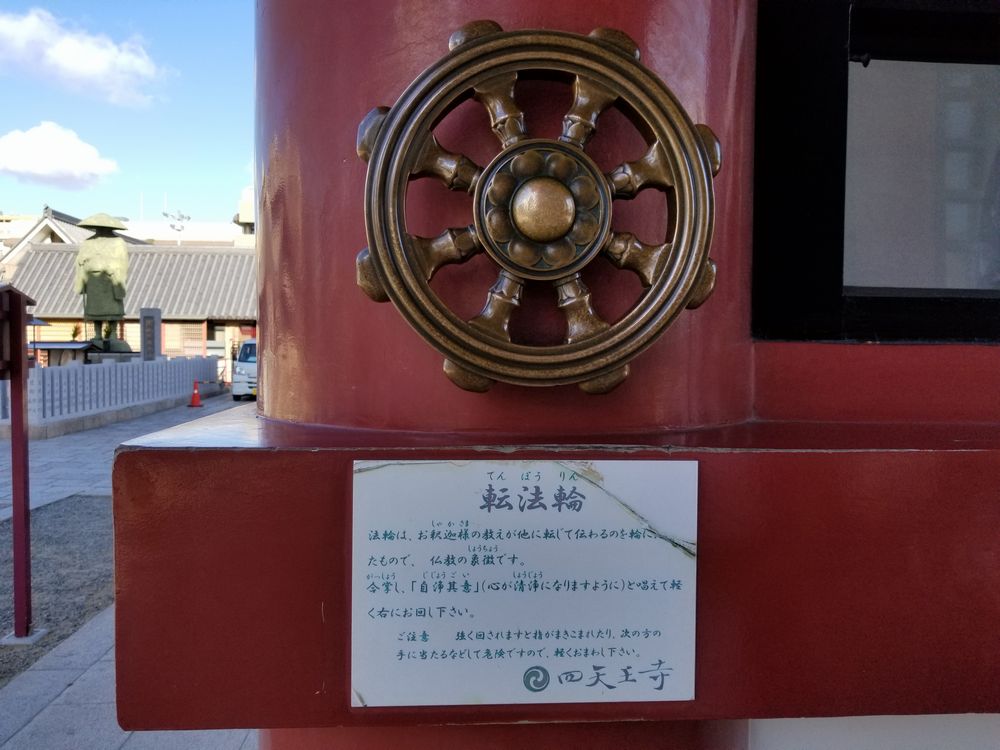 てん ぽう りん
転法輪
しゃ か さま
法輪は、お釈迦様の教えが他に転じて伝わるのを輪に
しょうちょう
たもので、 仏教の象徴です。
がっしょう じじょうごい しょうじょう
合掌し、「自浄其意」(心が清浄になりますように)と唱えて軽
く右にお回し下さい。
ご注意 強く回されますと指がまきこまれたり、次の方の
手に当たるなどして危険ですので、軽くおまわし下さい。
四天王寺